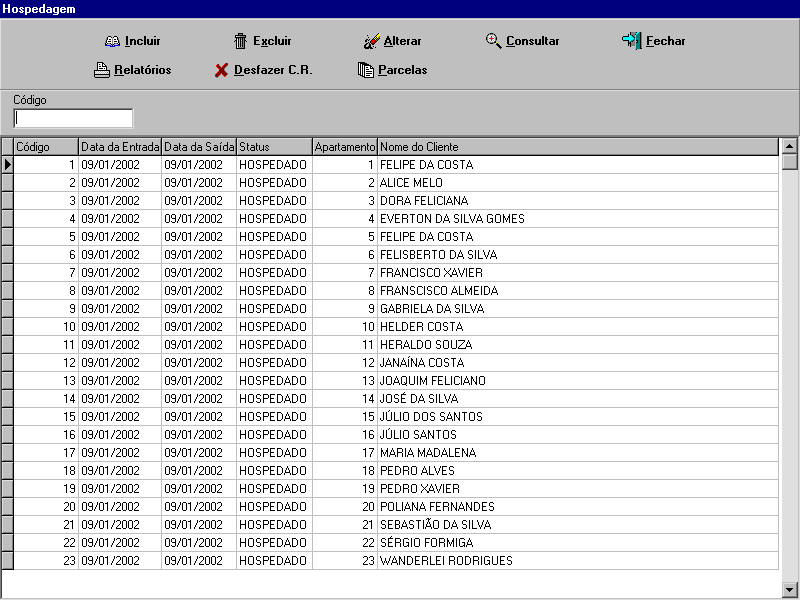 Hospedagem
Incluir Excluir Alterar Consultar Fechar
Relatórios Desfazer C.R. Parcelas
Código
Código Data da Entrada Data da Saída Status Apartamento Nome do Cliente
1 09/01/2002 09/01/2002 HOSPEDADO 1 FELIPE DA COSTA
2 09/01/2002 09/01/2002 HOSPEDADO 2 ALICE MELO
3 09/01/2002 09/01/2002 HOSPEDADO 3 DORA FELICIANA
4 09/01/2002 09/01/2002 HOSPEDADO 4 EVERTON DA SILVA GOMES
5 09/01/2002 09/01/2002 HOSPEDADO 5 FELIPE DA COSTA
6 09/01/2002 09/01/2002 HOSPEDADO 6 FELISBERTO DA SILVA
7 09/01/2002 09/01/2002 HOSPEDADO 7 FRANCISCO XAVIER
8 09/01/2002 09/01/2002 HOSPEDADO 8 FRANSCISCO ALMEIDA
9 09/01/2002 09/01/2002 HOSPEDADO 9 GABRIELA DA SILVA
10 09/01/2002 09/01/2002 HOSPEDADO 10 HELDER COSTA
11 09/01/2002 09/01/2002 HOSPEDADO 11 HERALDO SOUZA
12 09/01/2002 09/01/2002 HOSPEDADO 12 JANAÍNA COSTA
13 09/01/2002 09/01/2002 HOSPEDADO 13 JOAQUIM FELICIANO
14 09/01/2002 09/01/2002 HOSPEDADO 14 JOSÉ DA SILVA
15 09/01/2002 09/01/2002 HOSPEDADO 15 JÚLIO DOS SANTOS
16 09/01/2002 09/01/2002 HOSPEDADO 16 JÚLIO SANTOS
17 09/01/2002 09/01/2002 HOSPEDADO 17 MARIA MADALENA
18 09/01/2002 09/01/2002 HOSPEDADO 18 PEDRO ALVES
19 09/01/2002 09/01/2002 HOSPEDADO 19 PEDRO XAVIER
20 09/01/2002 09/01/2002 HOSPEDADO 20 POLIANA FERNANDES
21 09/01/2002 09/01/2002 HOSPEDADO 21 SEBASTIÃO DA SILVA
22 09/01/2002 09/01/2002 HOSPEDADO 22 SÉRGIO FORMIGA
23 09/01/2002 09/01/2002 HOSPEDADO 23 WANDERLEI RODRIGUES